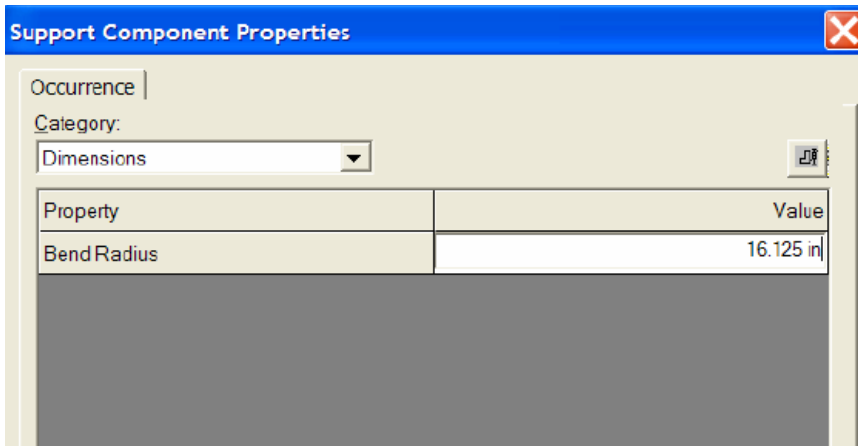 Support Component Properties
Occurrence
Category:
Dimensions
Property Value
Bend Radius 16.125 in